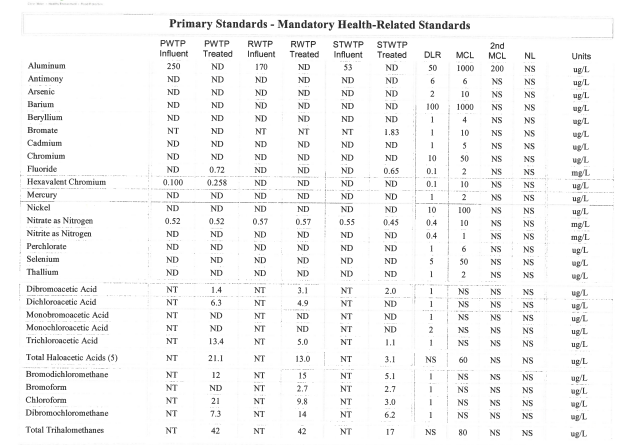 Primary Standards - Mandatory Health-Related Standards
PWTP Influent PWTP Treated RWTP Influent RWTP Treated STWTP Influent STWTP Treated DLR MCL 2nd MCL NL Units
Aluminum 250 ND 170 ND 53 ND 50 1000 200 NS ug/L
Antimony ND ND ND ND ND ND 6 6 NS NS ug/L
Arsenic ND ND ND ND ND ND 2 10 NS NS ug/L
Barium ND ND ND ND ND ND 100 1000 NS NS ug/L
Beryllium ND ND ND ND ND ND 1 4 NS NS ug/L
Bromate NT ND NT NT NT 1.83 1 10 NS NS ug/L
Cadmium ND ND ND ND ND ND 1 5 NS NS ug/L
Chromium ND ND ND ND ND ND 10 50 NS NS ug/L
Fluoride ND 0.72 ND ND ND 0.65 0.1 2 NS NS mg/L
Hexavalent Chromium 0.100 0.258 ND ND ND ND 0.1 10 NS NS ug/L
Mercury ND ND ND ND ND ND 1 2 NS NS ug/L
Nickel ND ND ND ND ND ND 10 100 NS NS ug/L
Nitrate as Nitrogen 0.52 0.52 0.57 0.57 0.55 0.45 0.4 10 NS NS mg/L
Nitrite as Nitrogen ND ND ND ND ND ND 0.4 1 NS NS mg/L
Perchlorate ND ND ND ND ND ND 1 6 NS NS ug/L
Selenium ND ND ND ND ND ND 5 50 NS NS ug/L
Thallium ND ND ND ND ND ND 1 2 NS NS ug/L
Dibromoacetic Acid NT 1.4 NT 3.1 NT 2.0 1 NS NS NS ug/L
Dichloroacetic Acid NT 6.3 NT 4.9 NT ND 1 NS NS NS ug/L
Monobromoacetic Acid NT ND NT ND NT ND 1 NS NS NS ug/L
Monochloroacetic Acid NT ND NT ND NT ND 2 NS NS NS ug/L
Trichloroacetic Acid NT 13.4 NT 5.0 NT 1.1 1 NS NS NS ug/L
Total Haloacetic Acids (5) NT 21.1 NT 13.0 NT 3.1 NS 60 NS NS ug/L
Bromodichloromethane NT 12 NT 15 NT 5.1 1 NS NS NS ug/L
Bromoform NT ND NT 2.7 NT 2.7 1 NS NS NS ug/L
Chloroform NT 21 NT 9.8 NT 3.0 1 NS NS NS ug/L
Dibromochloromethane NT 7.3 NT 14 NT 6.2 1 NS NS NS ug/L
Total Trihalomethanes NT 42 NT 42 NT 17 NS 80 NS NS ug/L